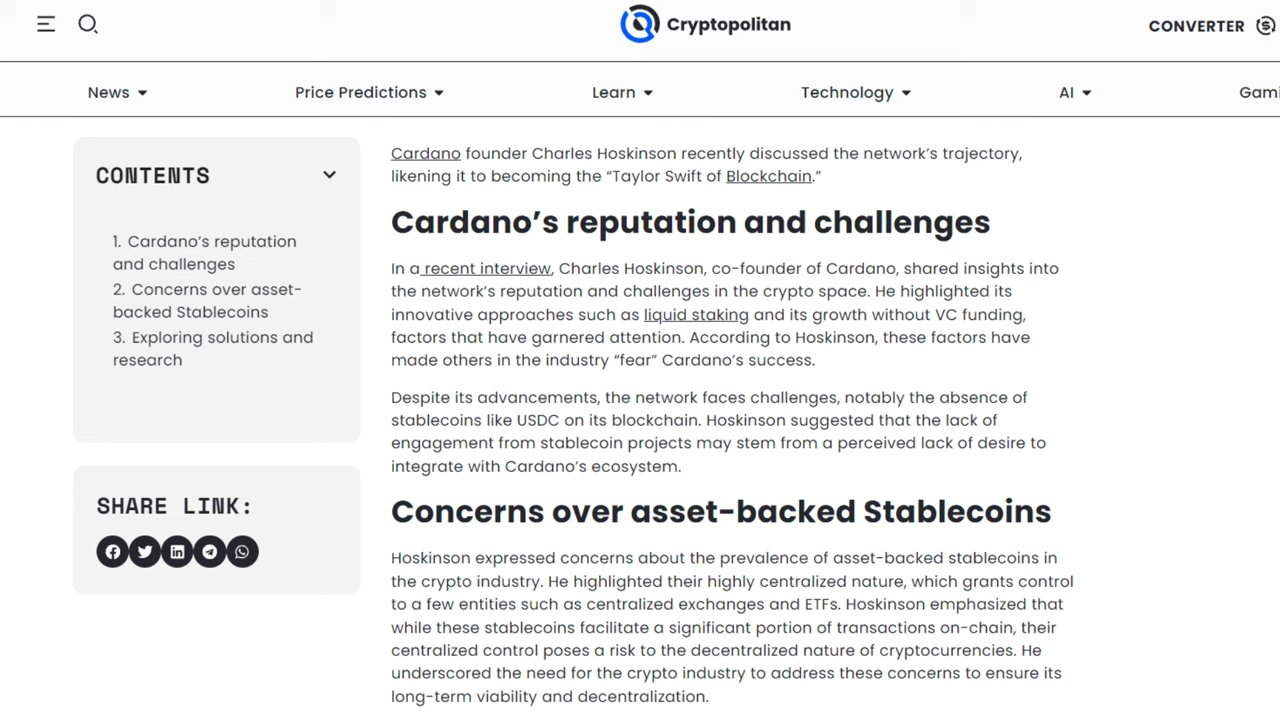 Cryptopolitan
CONVERTER
News
Price Predictions
Learn
Technology
AI
Gami
CONTENTS
1. Cardano’s reputation
and challenges
2. Concerns over asset-
backed Stablecoins
3. Exploring solutions and
research
SHARE LINK:
Cardano founder Charles Hoskinson recently discussed the network’s trajectory,
likening it to becoming the “Taylor Swift of Blockchain.”
Cardano’s reputation and challenges
In a recent interview, Charles Hoskinson, co-founder of Cardano, shared insights into
the network’s reputation and challenges in the crypto space. He highlighted its
innovative approaches such as liquid staking and its growth without VC funding,
factors that have garnered attention. According to Hoskinson, these factors have
made others in the industry “fear” Cardano’s success.
Despite its advancements, the network faces challenges, notably the absence of
stablecoins like USDC on its blockchain. Hoskinson suggested that the lack of
engagement from stablecoin projects may stem from a perceived lack of desire to
integrate with Cardano’s ecosystem.
Concerns over asset-backed Stablecoins
Hoskinson expressed concerns about the prevalence of asset-backed stablecoins in
the crypto industry. He highlighted their highly centralized nature, which grants control
to a few entities such as centralized exchanges and ETFs. Hoskinson emphasized that
while these stablecoins facilitate a significant portion of transactions on-chain, their
centralized control poses a risk to the decentralized nature of cryptocurrencies. He
underscored the need for the crypto industry to address these concerns to ensure its
long-term viability and decentralization.